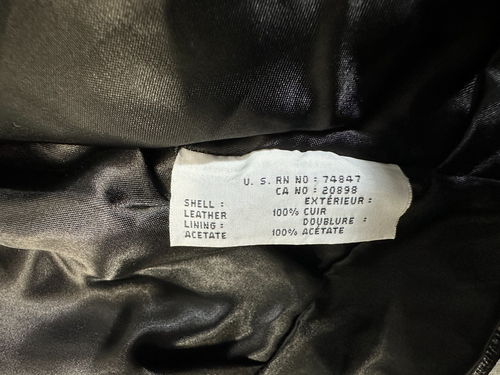 U. S. RN NO : 74847
CA NO : 20898
SHELL : EXTÉRIEUR :
LEATHER 100% CUIR
LINING : DOUBLURE :
ACETATE 100% ACÉTATE